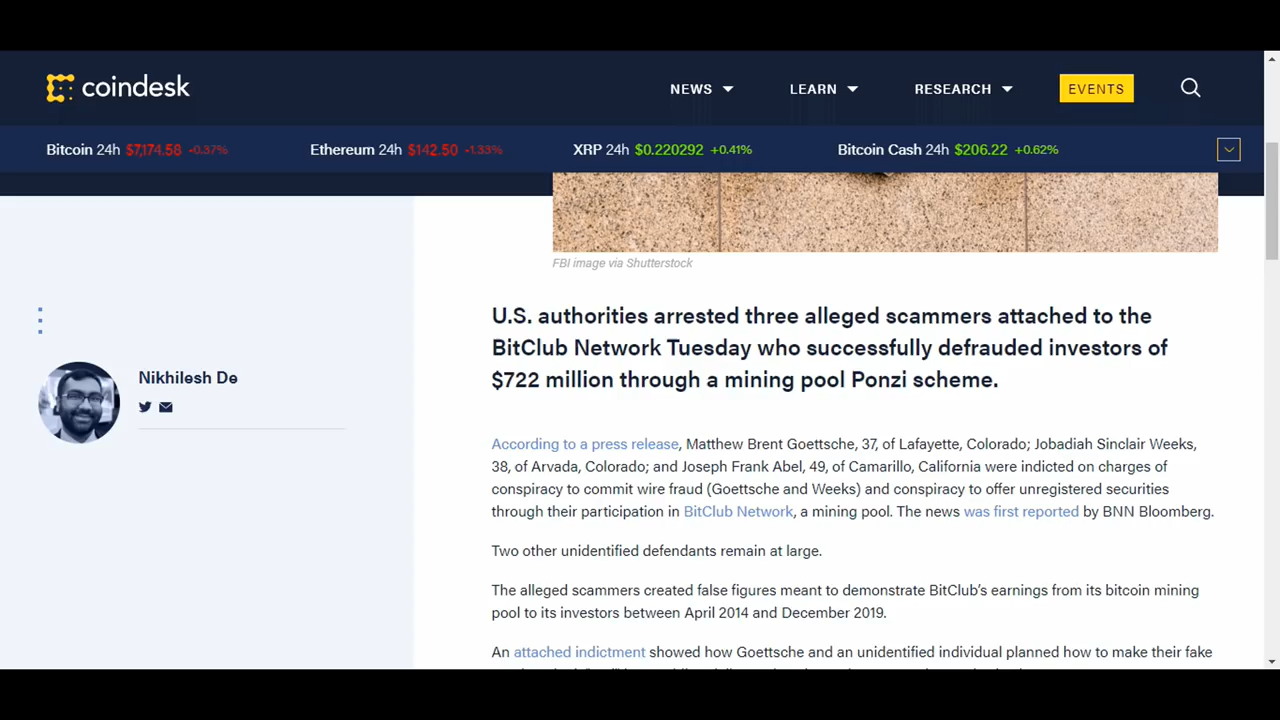 coindesk
NEWS LEARN RESEARCH EVENTS
Bitcoin 24h $7,174.58 -0.37% Ethereum 24h $142.50 -1.33% XRP 24h $0.220292 +0.41% Bitcoin Cash 24h $206.22 +0.62%
FBI image via Shutterstock
U.S. authorities arrested three alleged scammers attached to the
BitClub Network Tuesday who successfully defrauded investors of
$722 million through a mining pool Ponzi scheme.
Nikhilesh De
According to a press release, Matthew Brent Goettsche, 37, of Lafayette, Colorado; Jobadiah Sinclair Weeks,
38, of Arvada, Colorado; and Joseph Frank Abel, 49, of Camarillo, California were indicted on charges of
conspiracy to commit wire fraud (Goettsche and Weeks) and conspiracy to offer unregistered securities
through their participation in BitClub Network, a mining pool. The news was first reported by BNN Bloomberg.
Two other unidentified defendants remain at large.
The alleged scammers created false figures meant to demonstrate BitClub's earnings from its bitcoin mining
pool to its investors between April 2014 and December 2019.
An attached indictment showed how Goettsche and an unidentified individual planned how to make their fake